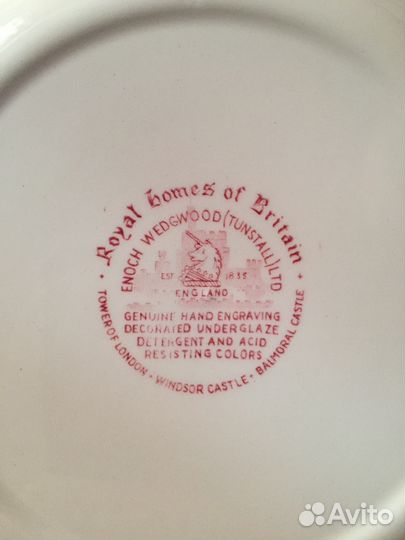 · Royal homes of Britain ·
ENOCH WEDGWOOD (TUNSTALL) LTD
EST 1835
ENGLAND
GENUINE HAND ENGRAVING
DECORATED UNDERGLAZE
DETERGENT AND ACID
RESISTING COLORS
TOWER OF LONDON · WINDSOR CASTLE · BALMORAL CASTLE
Avito